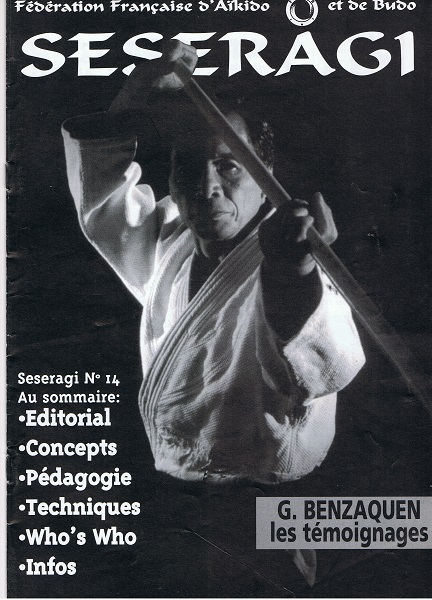 Fédération Française d'Aïkido et de Budo
SESERAGI
Seseragi N° 14
Au sommaire:
•Editorial
•Concepts
•Pédagogie
•Techniques
•Who's Who
•Infos
G. BENZAQUEN
les témoignages